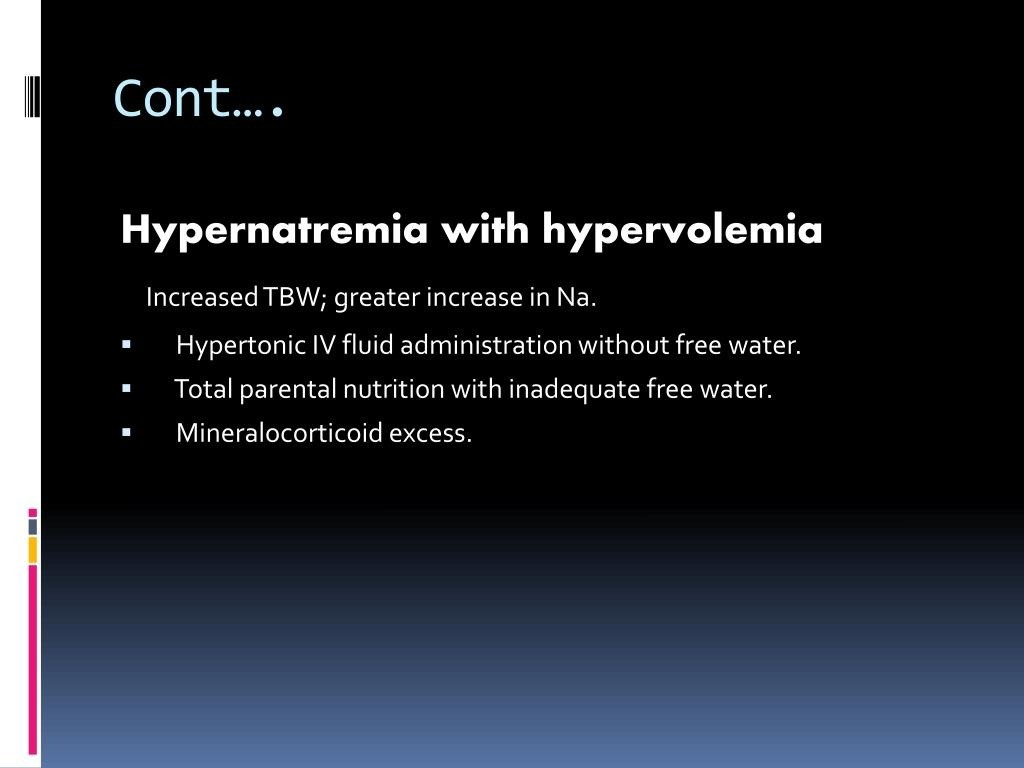 Cont….
Hypernatremia with hypervolemia
Increased TBW; greater increase in Na.
▪ Hypertonic IV fluid administration without free water.
▪ Total parental nutrition with inadequate free water.
▪ Mineralocorticoid excess.